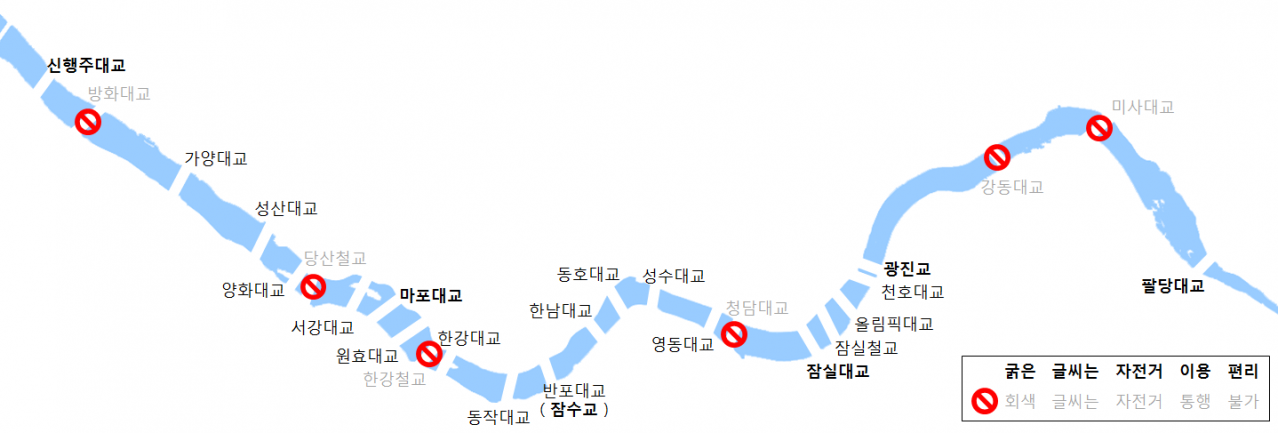 신행주대교
방화대교
가양대교
성산대교
당산철교
양화대교
마포대교
서강대교
한강대교
원효대교
한강철교
동작대교
반포대교
( 잠수교 )
한남대교
동호대교
성수대교
청담대교
영동대교
잠실대교
잠실철교
올림픽대교
천호대교
광진교
강동대교
미사대교
팔당대교
굵은 글씨는 자전거 이용 편리
회색 글씨는 자전거 통행 불가